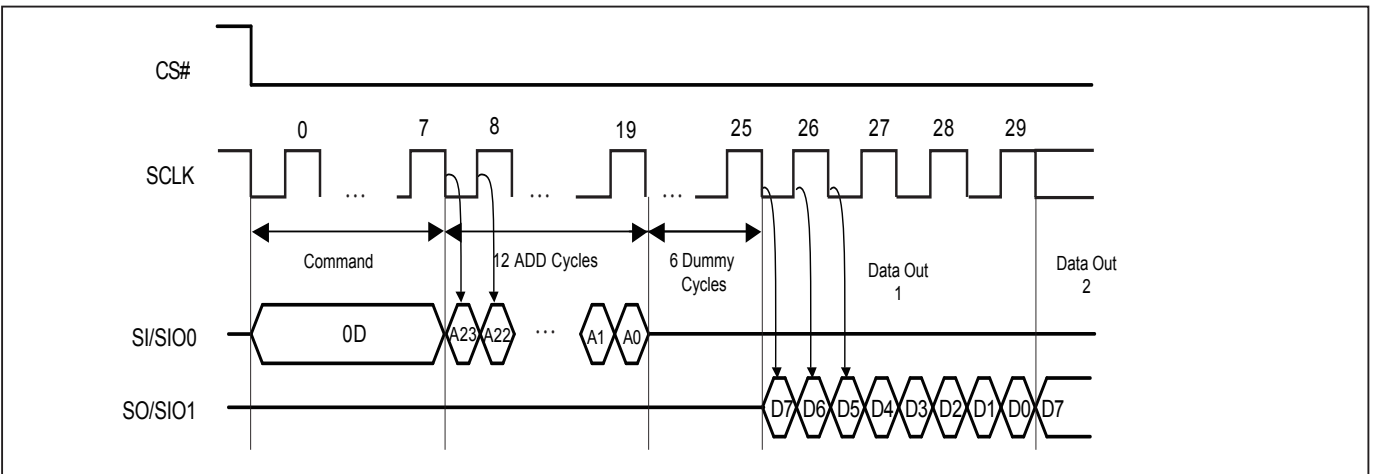 CS#
0 7 8 19 25 26 27 28 29
SCLK
... ... ...
Command
12 ADD Cycles
6 Dummy
Cycles
Data Out
1
Data Out
2
SI/SIO0
0D A23 A22 ... A1 A0
SO/SIO1
D7 D6 D5 D4 D3 D2 D1 D0 D7